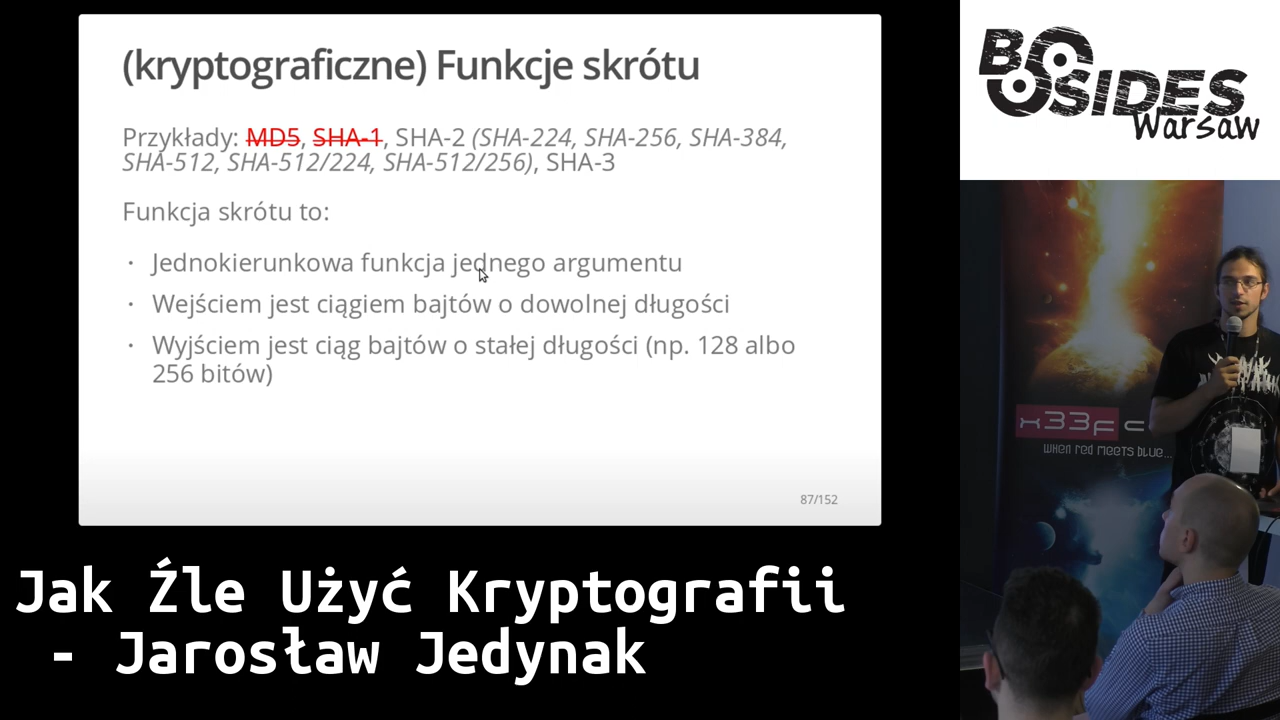 (kryptograficzne) Funkcje skrótu
Przykłady: MD5, SHA-1, SHA-2 (SHA-224, SHA-256, SHA-384,
SHA-512, SHA-512/224, SHA-512/256), SHA-3
Funkcja skrótu to:
· Jednokierunkowa funkcja jednego argumentu
· Wejściem jest ciągiem bajtów o dowolnej długości
· Wyjściem jest ciąg bajtów o stałej długości (np. 128 albo
256 bitów)
87/152
Jak Źle Użyć Kryptografii
- Jarosław Jedynak
BSIDES
Warsaw
x33fc
when red meets blue...